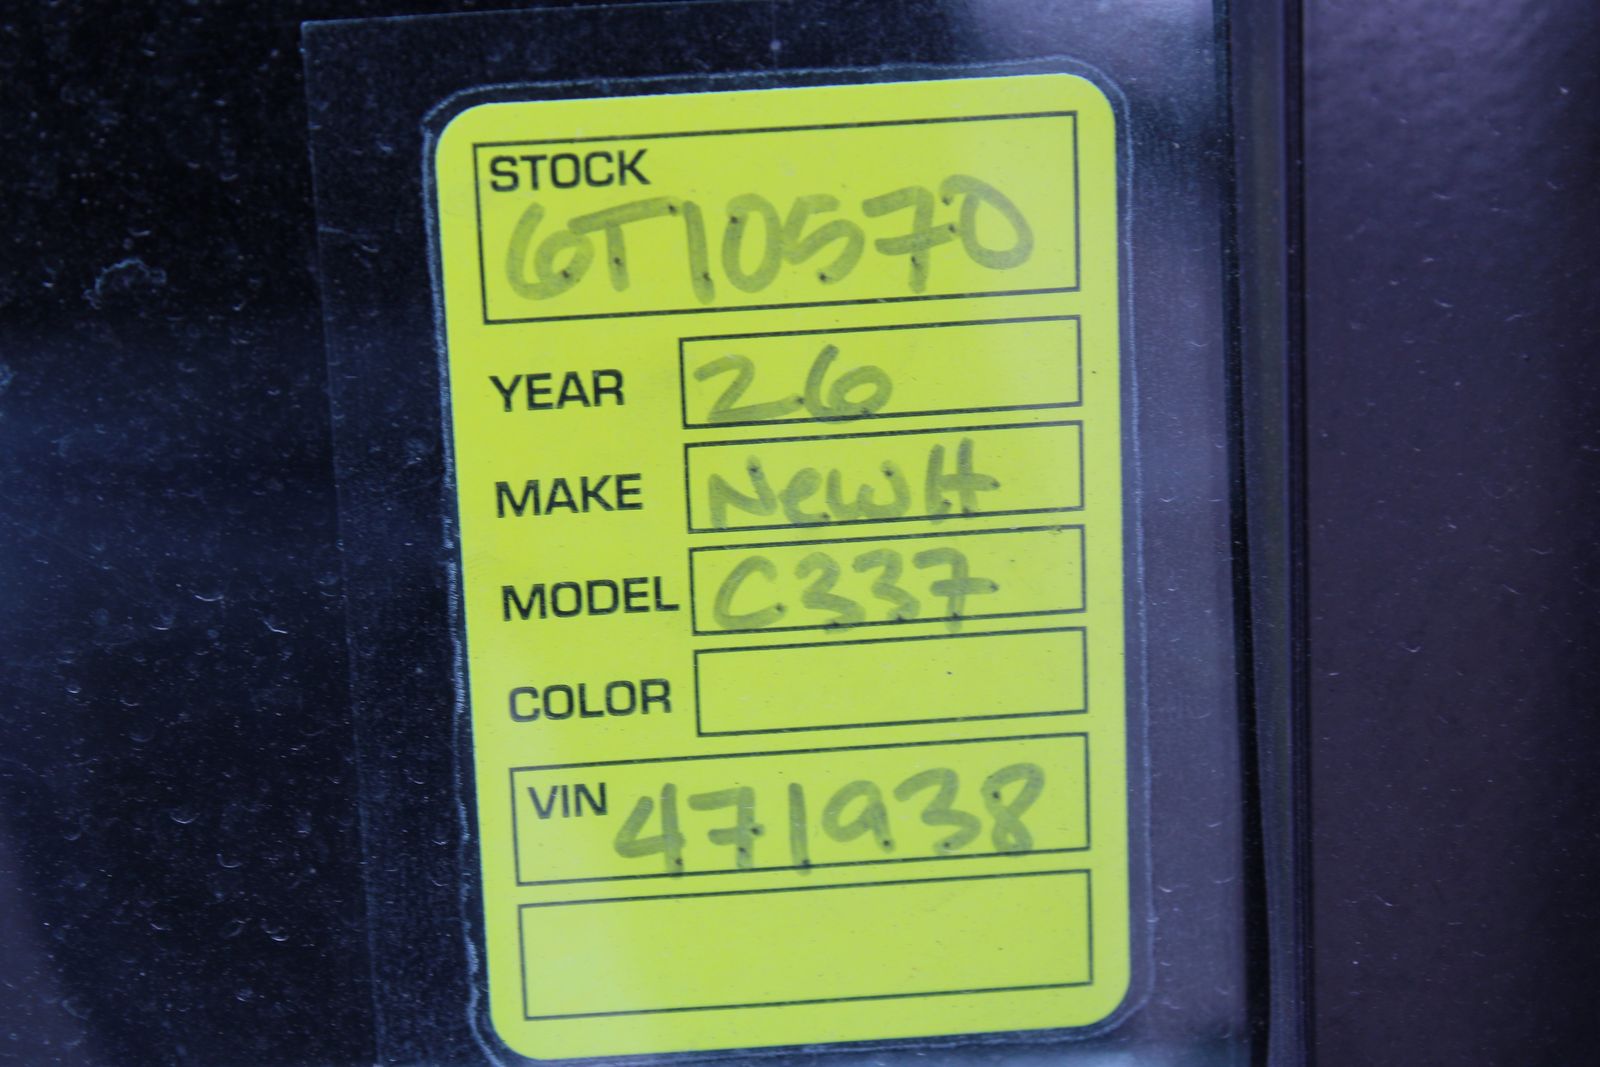 STOCK
6T10570
YEAR 26
MAKE NewH
MODEL C337
COLOR
VIN 471938